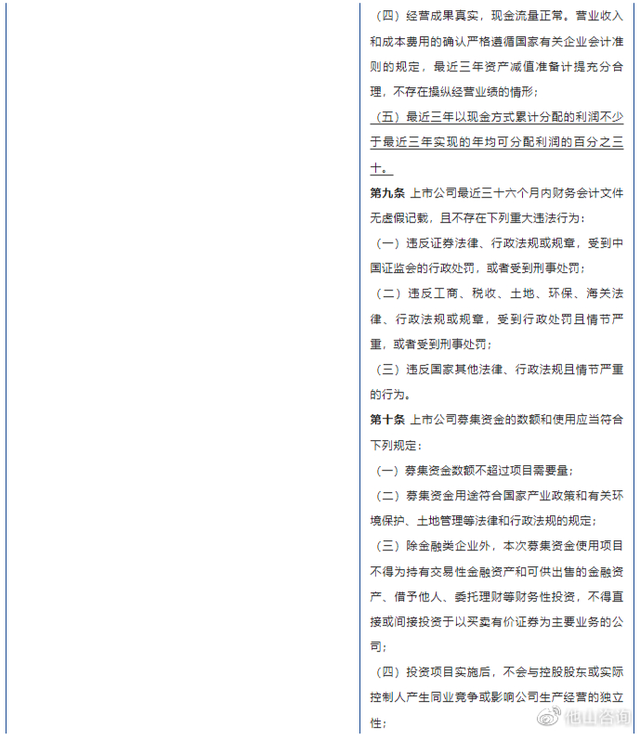 （四）经营成果真实，现金流量正常。营业收入
和成本费用的确认严格遵循国家有关企业会计准
则的规定，最近三年资产减值准备计提充分合
理，不存在操纵经营业绩的情形；
（五）最近三年以现金方式累计分配的利润不少
于最近三年实现的年均可分配利润的百分之三
十。
第九条 上市公司最近三十六个月内财务会计文件
无虚假记载，且不存在下列重大违法行为：
（一）违反证券法律、行政法规或规章，受到中
国证监会的行政处罚，或者受到刑事处罚；
（二）违反工商、税收、土地、环保、海关法
律、行政法规或规章，受到行政处罚且情节严
重，或者受到刑事处罚；
（三）违反国家其他法律、行政法规且情节严重
的行为。
第十条 上市公司募集资金的数额和使用应当符合
下列规定：
（一）募集资金数额不超过项目需要量；
（二）募集资金用途符合国家产业政策和有关环
境保护、土地管理等法律和行政法规的规定；
（三）除金融类企业外，本次募集资金使用项目
不得为持有交易性金融资产和可供出售的金融资
产、借予他人、委托理财等财务性投资，不得直
接或间接投资于以买卖有价证券为主要业务的公
司；
（四）投资项目实施后，不会与控股股东或实际
控制人产生同业竞争或影响公司生产经营的独立
性；
他山咨询